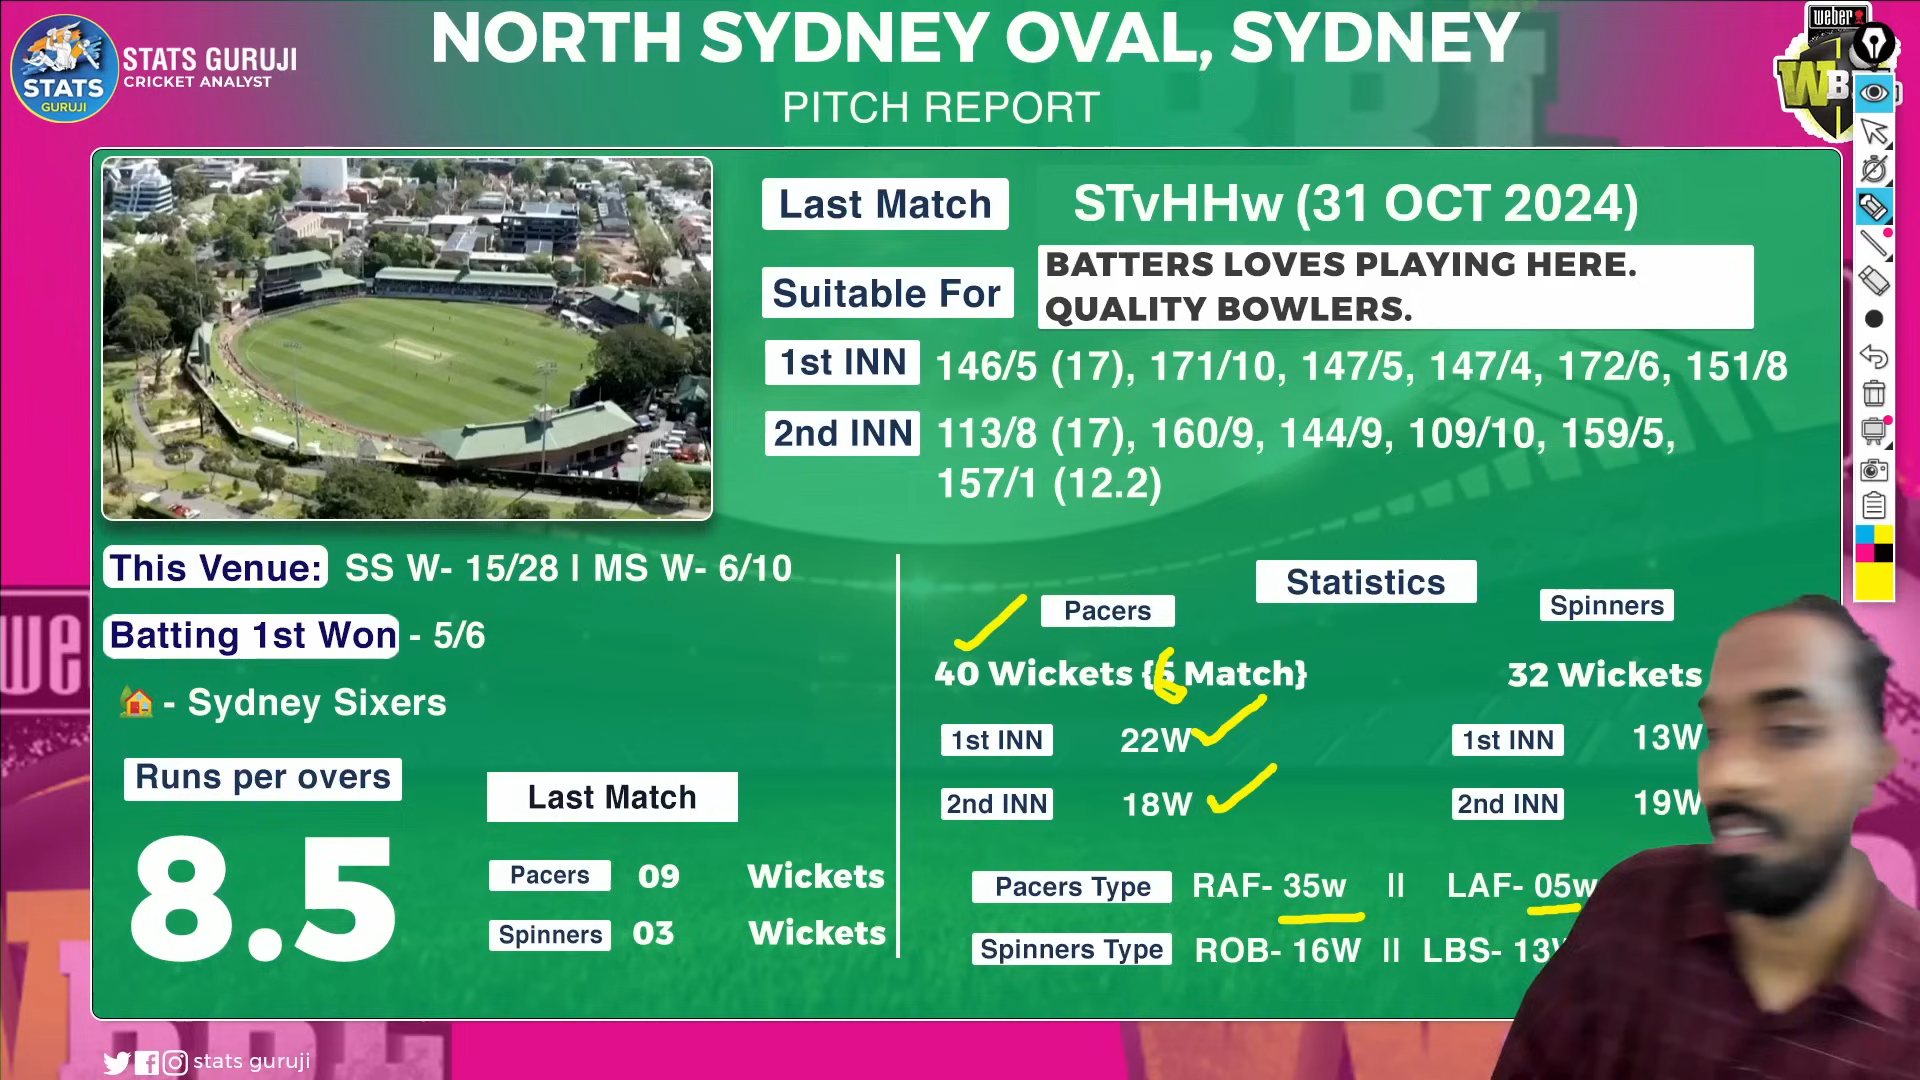 NORTH SYDNEY OVAL, SYDNEY
PITCH REPORT
STATS GURUJI
CRICKET ANALYST
STATS
GURUJI
weber
Last Match STvHHw (31 OCT 2024)
Suitable For BATTERS LOVES PLAYING HERE.
QUALITY BOWLERS.
1st INN 146/5 (17), 171/10, 147/5, 147/4, 172/6, 151/8
2nd INN 113/8 (17), 160/9, 144/9, 109/10, 159/5,
157/1 (12.2)
This Venue: SS W- 15/28 | MS W- 6/10
Batting 1st Won - 5/6
- Sydney Sixers
Runs per overs
8.5
Last Match
Pacers 09 Wickets
Spinners 03 Wickets
Statistics
Pacers
40 Wickets {5 Match}
6
1st INN 22W
2nd INN 18W
Spinners
32 Wickets
1st INN 13W
2nd INN 19W
Pacers Type RAF- 35w || LAF- 05w
Spinners Type ROB- 16W || LBS- 13W
stats guruji